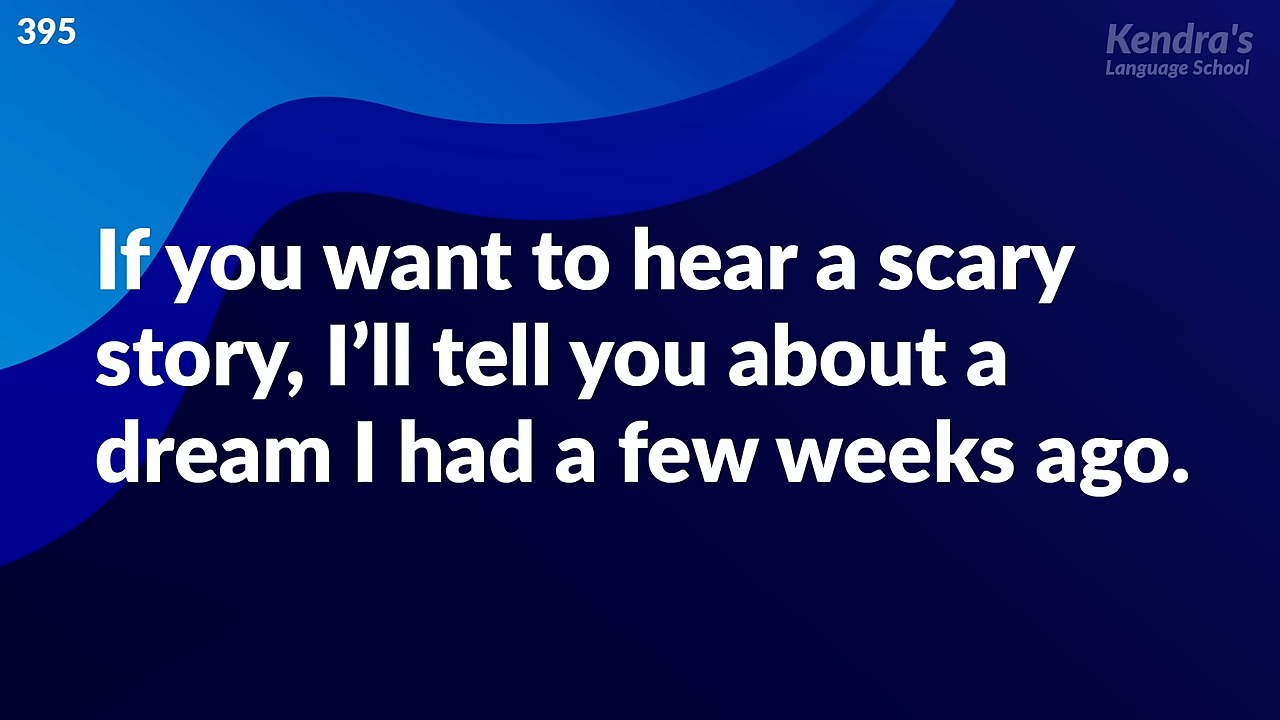 395
Kendra's
Language School
If you want to hear a scary
story, I’ll tell you about a
dream I had a few weeks ago.